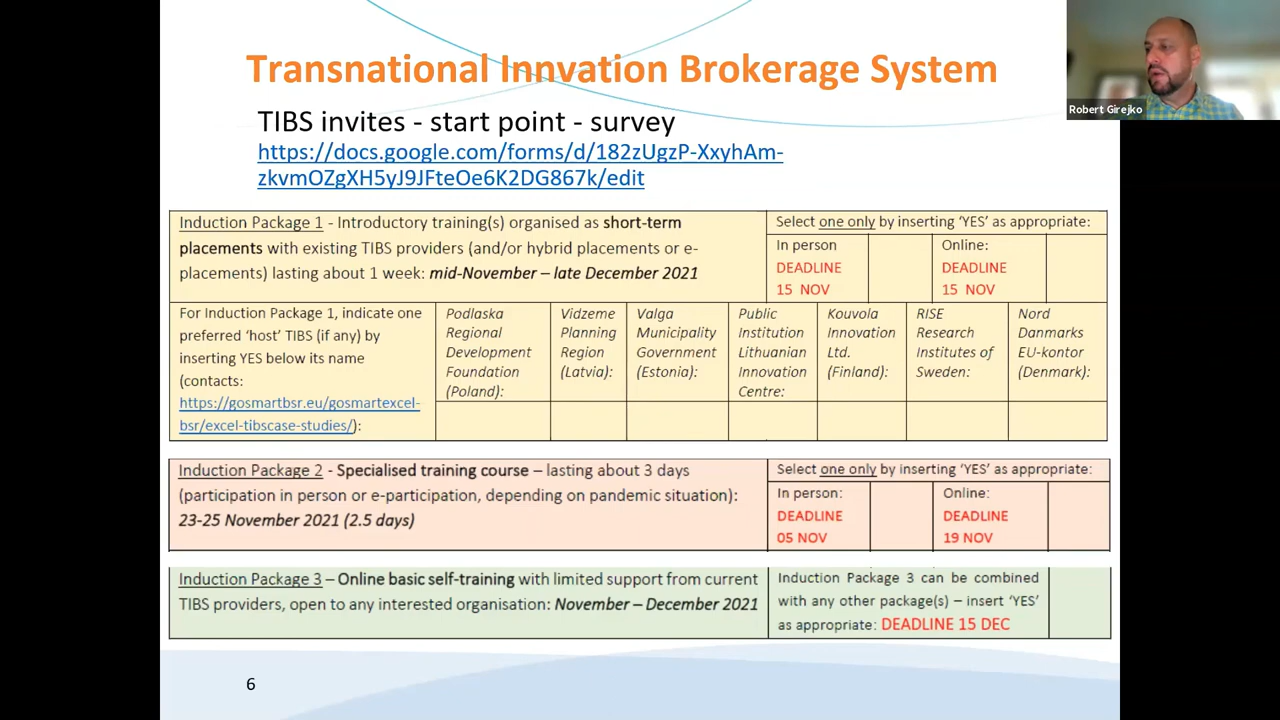 Transnational Innvation Brokerage System
Robert Girejko
TIBS invites - start point - survey
https://docs.google.com/forms/d/182zUgzP-XxyhAm-
zkvmOZgXH5yJ9JFteOe6K2DG867k/edit
Induction Package 1 - Introductory training(s) organised as short-term
placements with existing TIBS providers (and/or hybrid placements or e-
placements) lasting about 1 week: mid-November – late December 2021
Select one only by inserting ‘YES’ as appropriate:
In person
DEADLINE
15 NOV
Online:
DEADLINE
15 NOV
For Induction Package 1, indicate one
preferred ‘host’ TIBS (if any) by
inserting YES below its name
(contacts:
https://gosmartbsr.eu/gosmartexcel-
bsr/excel-tibscase-studies/):
Podlaska
Regional
Development
Foundation
(Poland):
Vidzeme
Planning
Region
(Latvia):
Valga
Municipality
Government
(Estonia):
Public
Institution
Lithuanian
Innovation
Centre:
Kouvola
Innovation
Ltd.
(Finland):
RISE
Research
Institutes of
Sweden:
Nord
Danmarks
EU-kontor
(Denmark):
Induction Package 2 - Specialised training course – lasting about 3 days
(participation in person or e-participation, depending on pandemic situation):
23-25 November 2021 (2.5 days)
Select one only by inserting ‘YES’ as appropriate:
In person:
DEADLINE
05 NOV
Online:
DEADLINE
19 NOV
Induction Package 3 – Online basic self-training with limited support from current
TIBS providers, open to any interested organisation: November – December 2021
Induction Package 3 can be combined
with any other package(s) – insert ‘YES’
as appropriate: DEADLINE 15 DEC
6